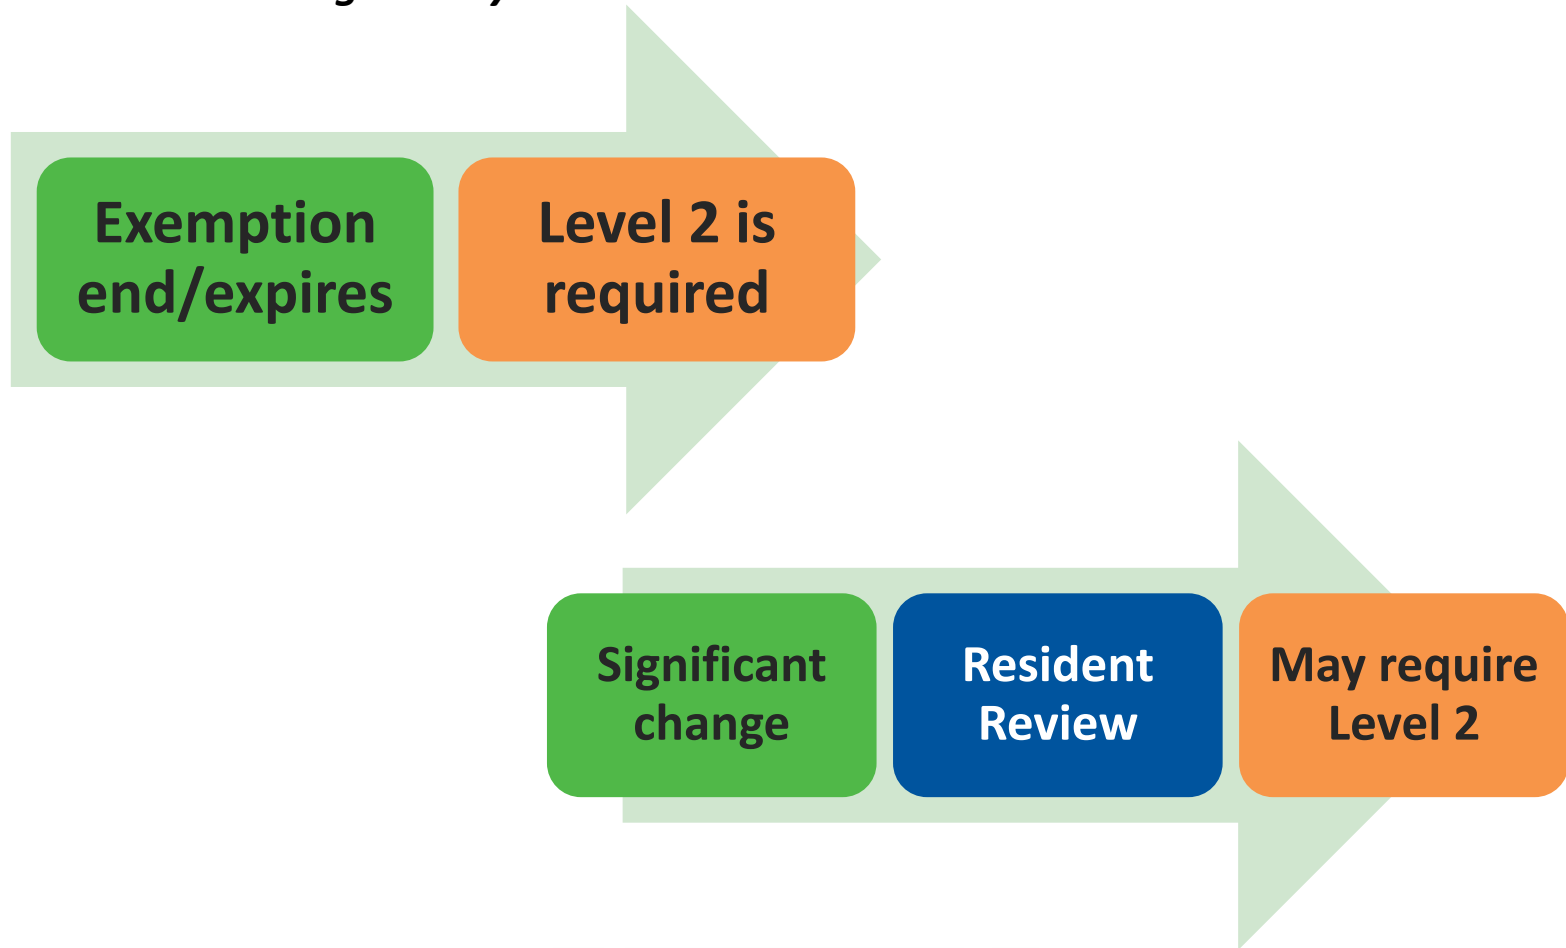 Exemption
end/expires
Level 2 is
required
Significant
change
Resident
Review
May require
Level 2